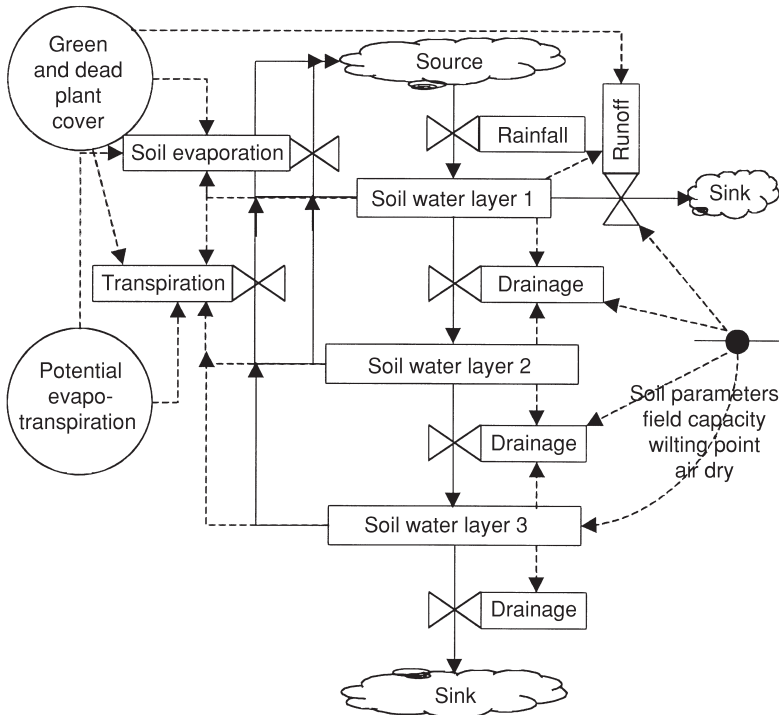 Green
and dead
plant
cover
Source
Soil evaporation
Rainfall
Runoff
Soil water layer 1
Sink
Transpiration
Drainage
Potential
evapo-
transpiration
Soil water layer 2
Soil parameters
field capacity
wilting point
air dry
Drainage
Soil water layer 3
Drainage
Sink